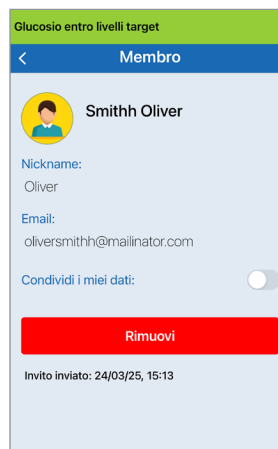 Glucosio entro livelli target
Membro
Smithh Oliver
Nickname:
Oliver
Email:
oliversmithh@mailinator.com
Condividi i miei dati:
Rimuovi
Invito inviato: 24/03/25, 15:13